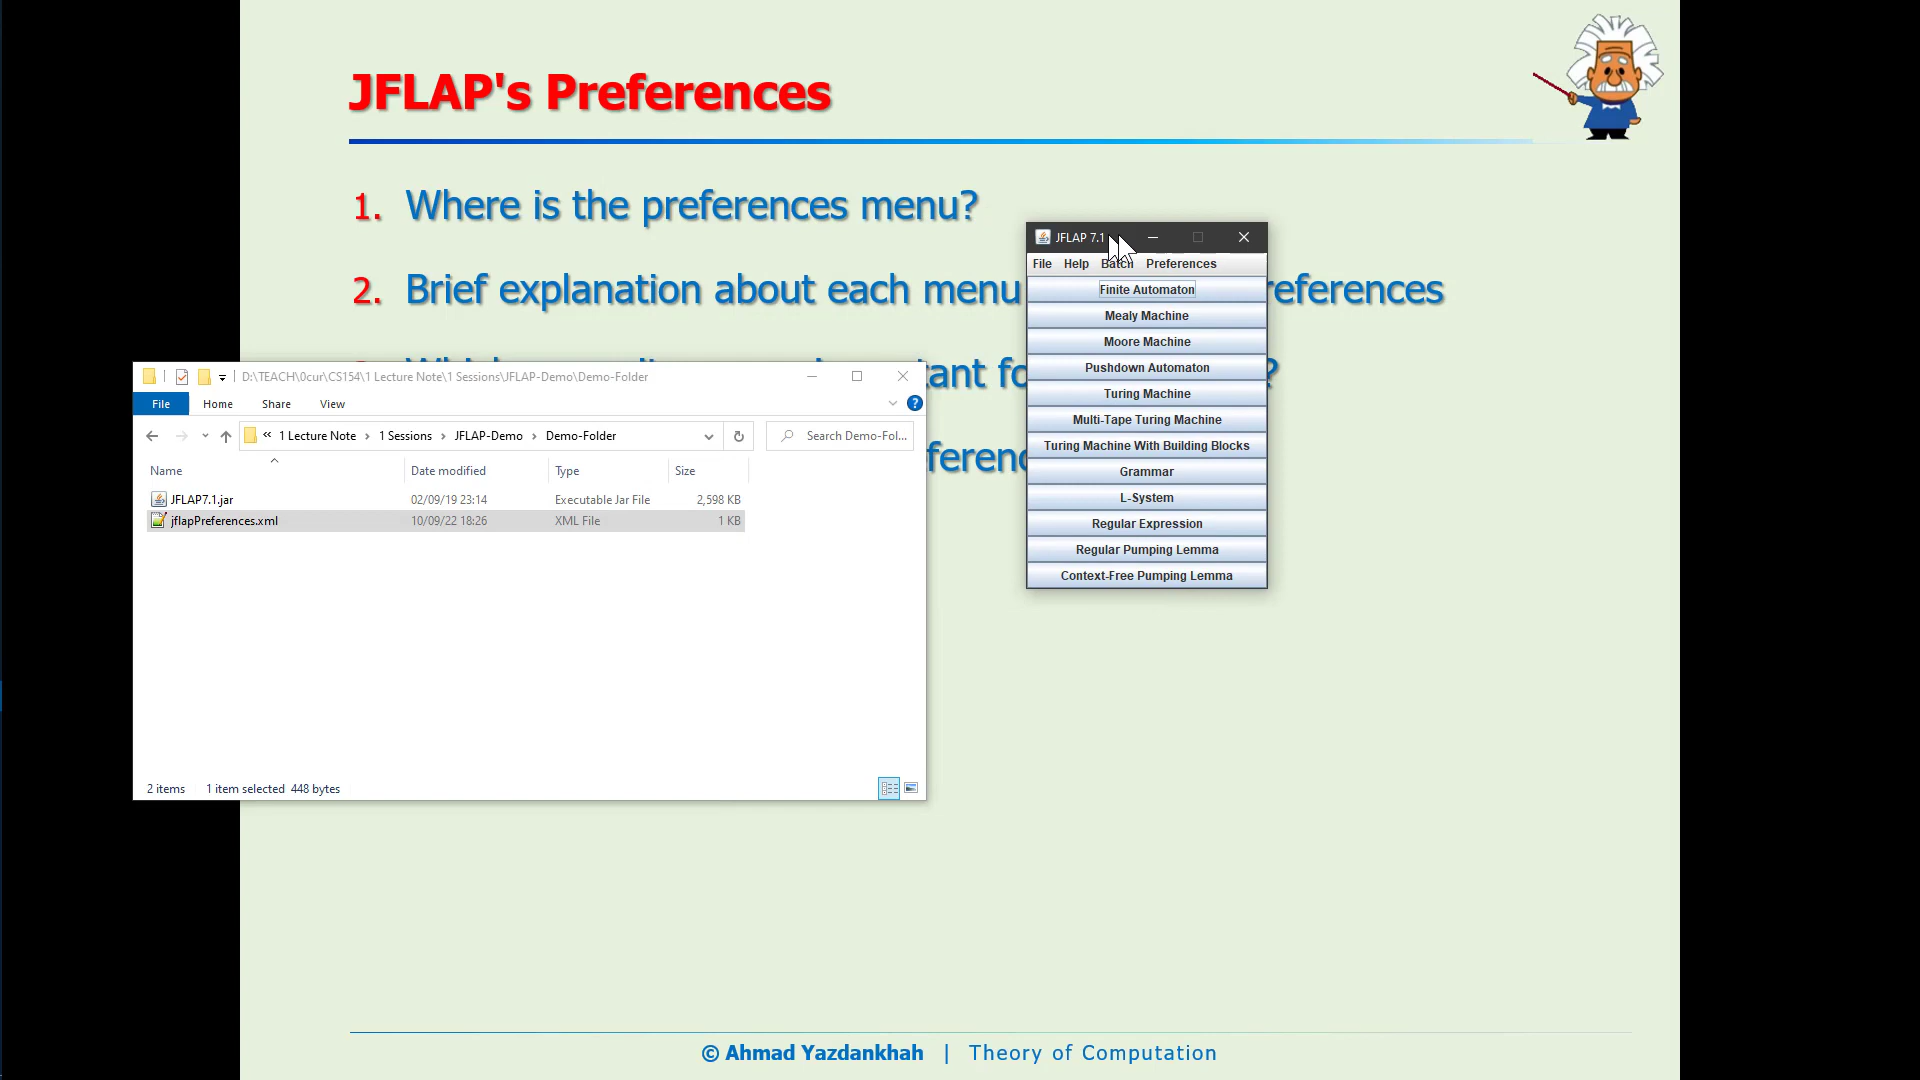 JFLAP's Preferences
1. Where is the preferences menu?
2. Brief explanation about each menu
eferences
tant fo
?
ferenc
D:\TEACH\0cur\CS154\1 Lecture Note\1 Sessions\JFLAP-Demo\Demo-Folder
File Home Share View
« 1 Lecture Note › 1 Sessions › JFLAP-Demo › Demo-Folder
Search Demo-Fol...
Name Date modified Type Size
JFLAP7.1.jar 02/09/19 23:14 Executable Jar File 2,598 KB
jflapPreferences.xml 10/09/22 18:26 XML File 1 KB
2 items 1 item selected 448 bytes
JFLAP 7.1
File Help Batch Preferences
Finite Automaton
Mealy Machine
Moore Machine
Pushdown Automaton
Turing Machine
Multi-Tape Turing Machine
Turing Machine With Building Blocks
Grammar
L-System
Regular Expression
Regular Pumping Lemma
Context-Free Pumping Lemma
© Ahmad Yazdankhah | Theory of Computation